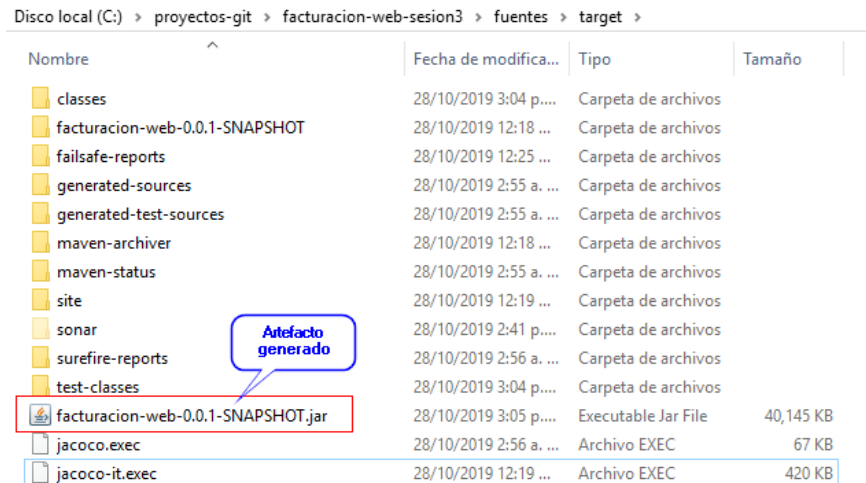 Disco local (C:) > proyectos-git > facturacion-web-sesion3 > fuentes > target >
Nombre Fecha de modifica... Tipo Tamaño
classes 28/10/2019 3:04 p.... Carpeta de archivos
facturacion-web-0.0.1-SNAPSHOT 28/10/2019 12:18 ... Carpeta de archivos
failsafe-reports 28/10/2019 12:25 ... Carpeta de archivos
generated-sources 28/10/2019 2:55 a. ... Carpeta de archivos
generated-test-sources 28/10/2019 2:55 a. ... Carpeta de archivos
maven-archiver 28/10/2019 12:18 ... Carpeta de archivos
maven-status 28/10/2019 2:55 a. ... Carpeta de archivos
site 28/10/2019 12:19 ... Carpeta de archivos
sonar 28/10/2019 2:41 p.... Carpeta de archivos
Artefacto
generado
surefire-reports 28/10/2019 2:56 a. ... Carpeta de archivos
test-classes 28/10/2019 3:04 p.... Carpeta de archivos
facturacion-web-0.0.1-SNAPSHOT.jar 28/10/2019 3:05 p.... Executable Jar File 40,145 KB
jacoco.exec 28/10/2019 2:56 a. ... Archivo EXEC 67 KB
jacoco-it.exec 28/10/2019 12:19 ... Archivo EXEC 420 KB